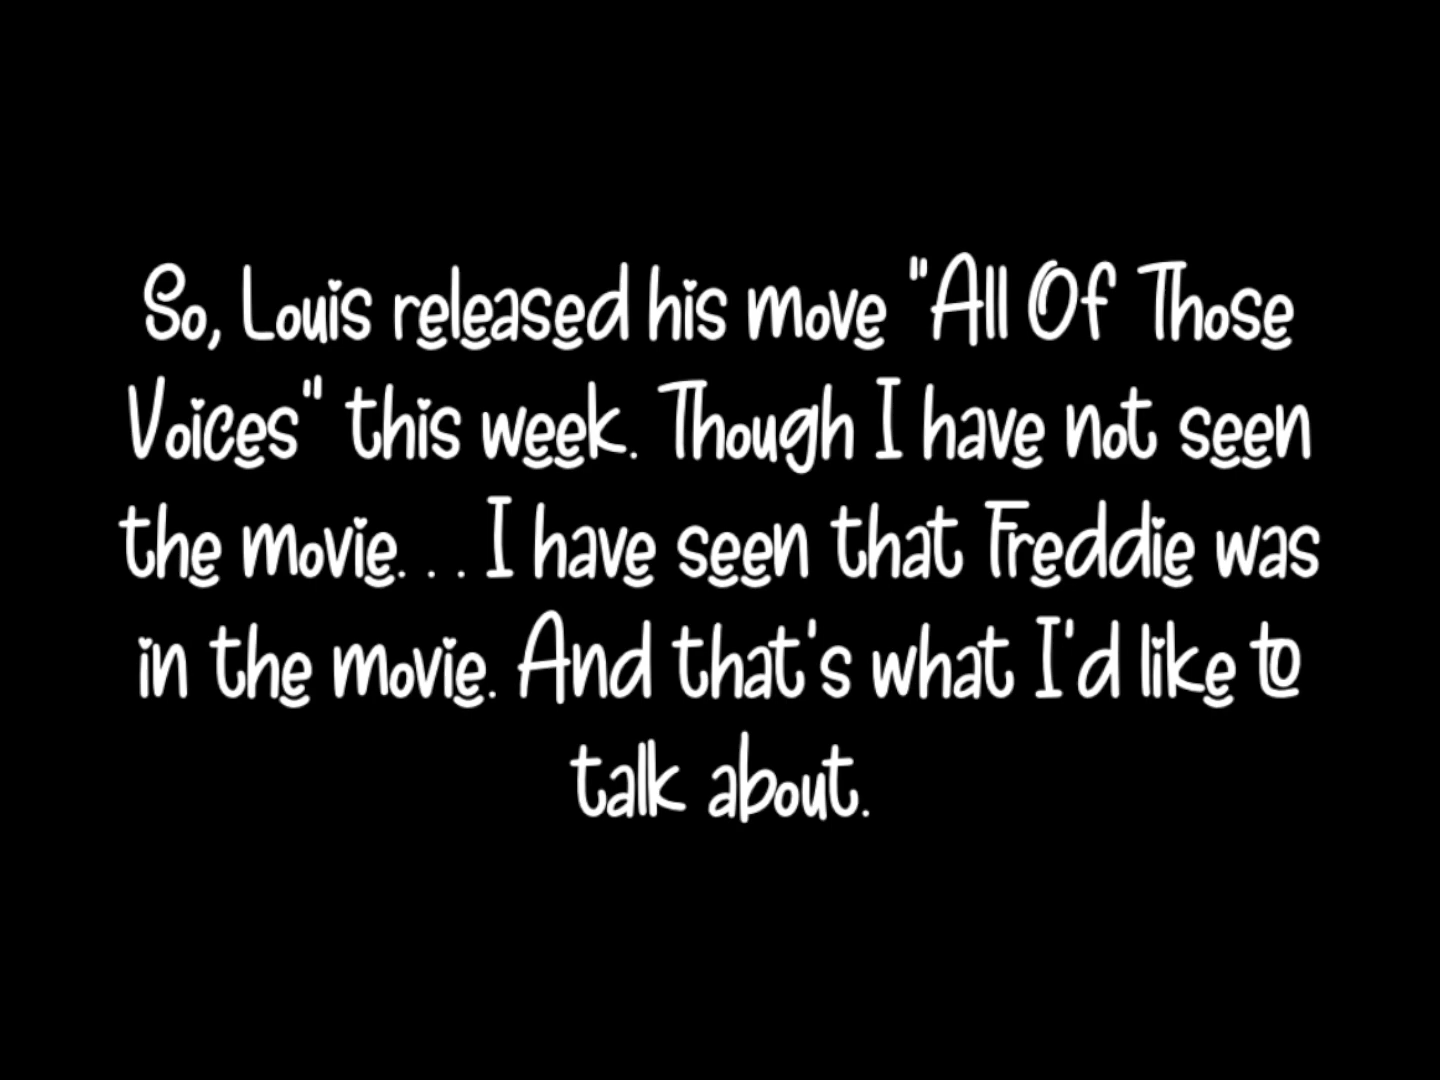 So, Louis released his move "All Of Those
Voices" this week. Though I have not seen
the movie. . . I have seen that Freddie was
in the movie. And that's what I'd like to
talk about.